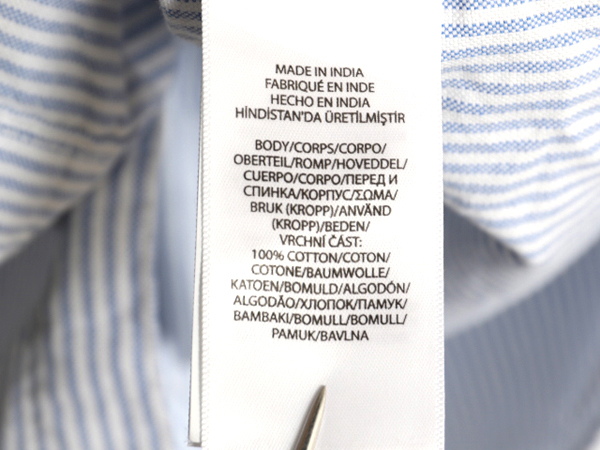 MADE IN INDIA
FABRIQUÉ EN INDE
HECHO EN INDIA
HİNDİSTAN'DA ÜRETİLMİŞTİR
BODY/CORPS/CORPO/
OBERTEIL/ROMP/HOVEDDEL/
CUERPO/CORPO/ПЕРЕД И
СПИНКА/КОРПУС/ΣΩΜΑ/
BRUK (KROPP)/ANVÄND
(KROPP)/BEDEN/
VRCHNÍ ČÁST:
100% COTTON/COTON/
COTONE/BAUMWOLLE/
KATOEN/BOMULD/ALGODÓN/
ALGODÃO/ХЛОПОК/ПАМУК/
ΒΑΜΒΑΚΙ/BOMULL/BOMULL/
PAMUK/BAVLNA